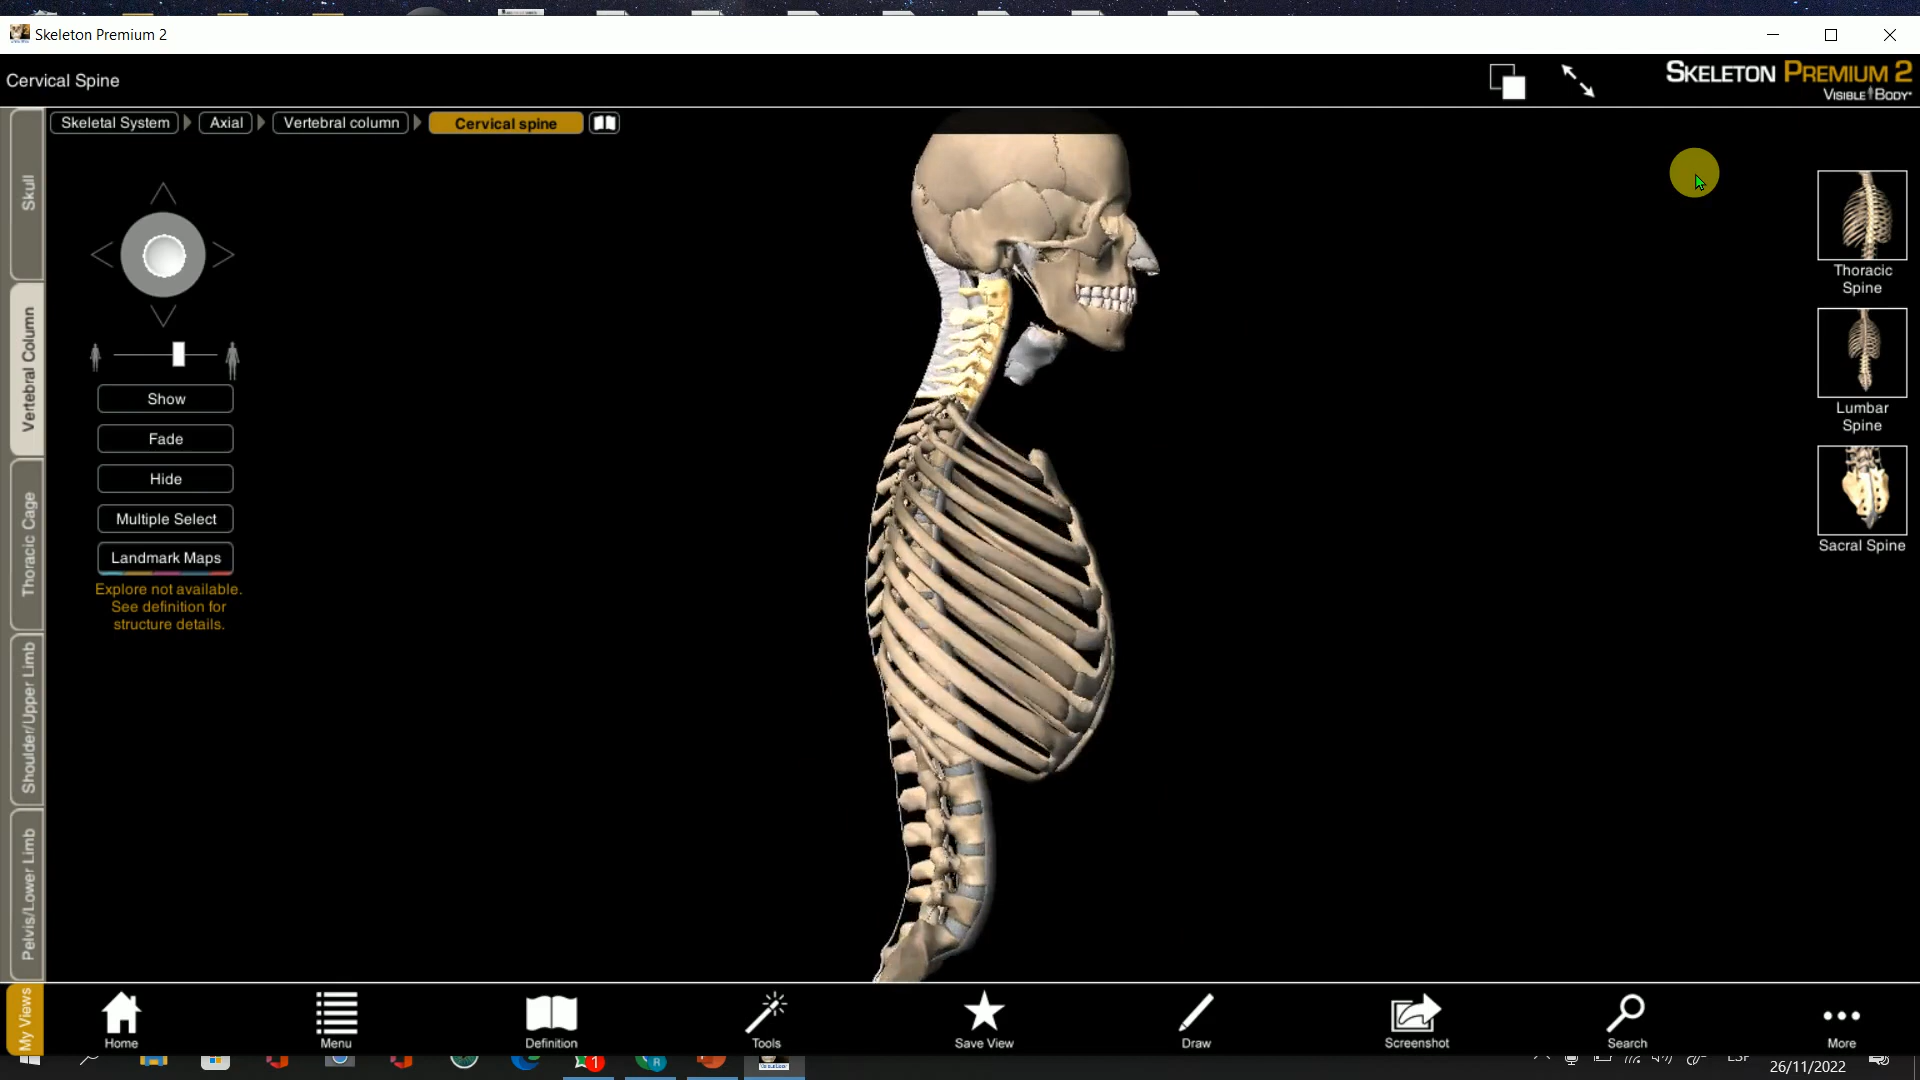 Skeleton Premium 2
Cervical Spine
SKELETON PREMIUM 2
VISIBLE BODY
Skeletal System
Axial
Vertebral column
Cervical spine
Skull
Vertebral Column
Thoracic Cage
Shoulder/Upper Limb
Pelvis/Lower Limb
My Views
Show
Fade
Hide
Multiple Select
Landmark Maps
Explore not available.
See definition for
structure details.
Thoracic
Spine
Lumbar
Spine
Sacral Spine
Home
Menu
Definition
Tools
Save View
Draw
Screenshot
Search
More
1
R
ESP
26/11/2022